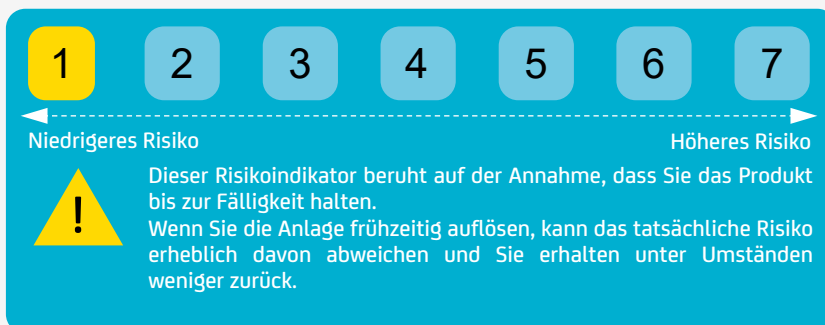 1 2 3 4 5 6 7
Niedrigeres Risiko Höheres Risiko
!
Dieser Risikoindikator beruht auf der Annahme, dass Sie das Produkt
bis zur Fälligkeit halten.
Wenn Sie die Anlage frühzeitig auflösen, kann das tatsächliche Risiko
erheblich davon abweichen und Sie erhalten unter Umständen
weniger zurück.